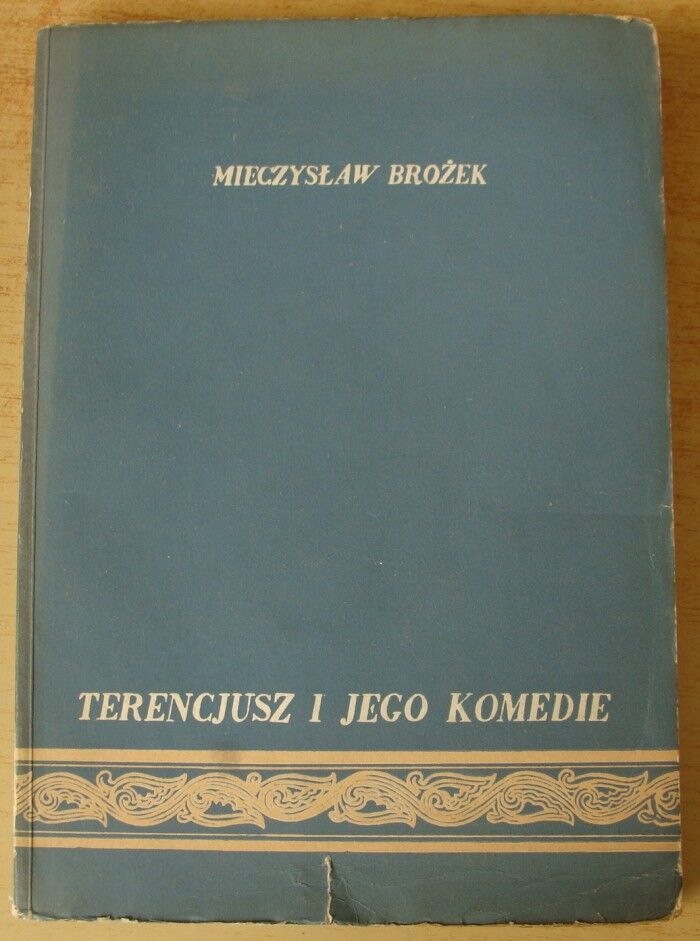 MIECZYSŁAW BROŻEK
TERENCJUSZ I JEGO KOMEDIE